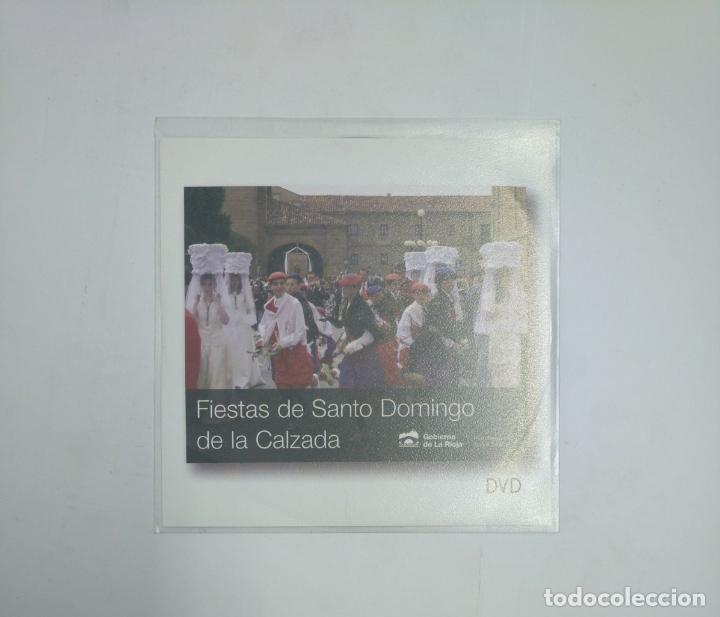 Fiestas de Santo Domingo
de la Calzada
Gobierno
de La Rioja
DVD
todocoleccion